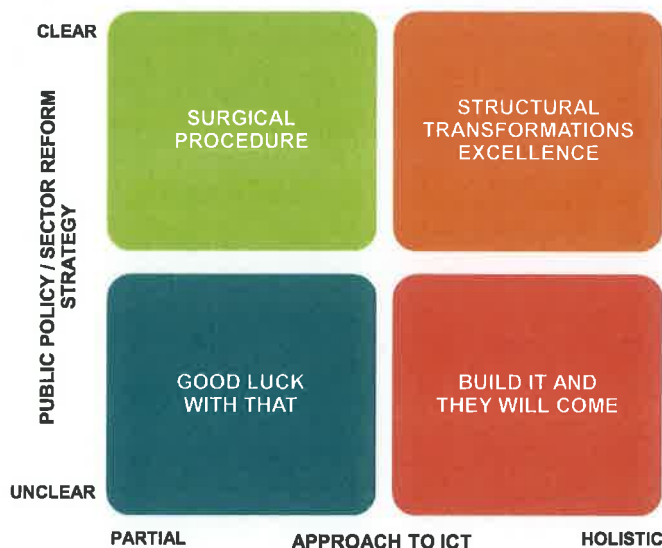 CLEAR
SURGICAL
PROCEDURE
STRUCTURAL
TRANSFORMATIONS
EXCELLENCE
PUBLIC POLICY / SECTOR REFORM
STRATEGY
GOOD LUCK
WITH THAT
BUILD IT AND
THEY WILL COME
UNCLEAR
PARTIAL
APPROACH TO ICT
HOLISTIC